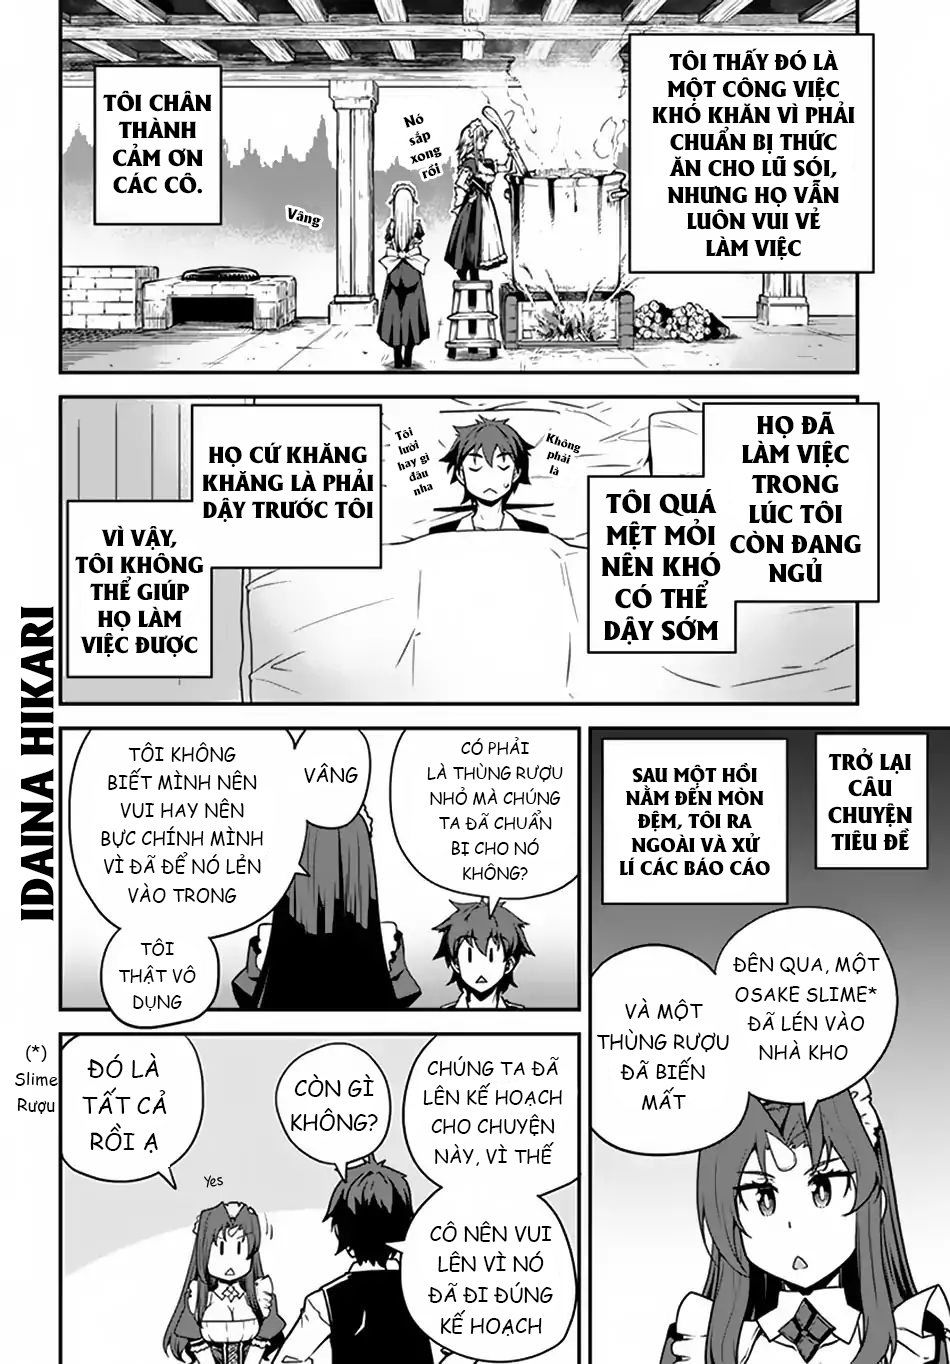 TÔI THẤY ĐÓ LÀ
MỘT CÔNG VIỆC
KHÓ KHĂN VÌ PHẢI
CHUẨN BỊ THỨC
ĂN CHO LŨ SÓI,
NHƯNG HỌ VẪN
LUÔN VUI VẺ
LÀM VIỆC
Nó
sắp
xong
rồi
Vâng
TÔI CHÂN
THÀNH
CẢM ƠN
CÁC CÔ.
HỌ ĐÃ
LÀM VIỆC
TRONG
LÚC TÔI
CÒN ĐANG
NGỦ
TÔI QUÁ
MỆT MỎI
NÊN KHÓ
CÓ THỂ
DẬY SỚM
Không
phải
là
Tôi
lười
hay gì
đâu
nha
HỌ CỨ KHĂNG
KHĂNG LÀ PHẢI
DẬY TRƯỚC TÔI
VÌ VẬY,
TÔI KHÔNG
THỂ GIÚP
HỌ LÀM
VIỆC ĐƯỢC
IDAINA HIKARI
TRỞ LẠI
CÂU
CHUYỆN
TIÊU ĐỀ
SAU MỘT HỒI
NẰM ĐẾN MÒN
ĐỆM, TÔI RA
NGOÀI VÀ XỬ
LÍ CÁC BÁO CÁO
ĐÊN QUA, MỘT
OSAKE SLIME*
ĐÃ LÉN VÀO
NHÀ KHO
VÀ MỘT
THÙNG RƯỢU
ĐÃ BIẾN
MẤT
CÓ PHẢI
LÀ THÙNG RƯỢU
NHỎ MÀ CHÚNG
TA ĐÃ CHUẨN
BỊ CHO NÓ
KHÔNG?
VÂNG
TÔI KHÔNG
BIẾT MÌNH NÊN
VUI HAY NÊN
BỰC CHÍNH MÌNH
VÌ ĐÃ ĐỂ NÓ LẺN
VÀO TRONG
TÔI
THẬT VÔ
DỤNG
CHÚNG TA ĐÃ
LÊN KẾ HOẠCH
CHO CHUYỆN
NÀY, VÌ THẾ
CÔ NÊN VUI
LÊN VÌ NÓ
ĐÃ ĐI ĐÚNG
KẾ HOẠCH
CÒN GÌ
KHÔNG?
ĐÓ LÀ
TẤT CẢ
RỒI Ạ
Yes
(*)
Slime
Rượu